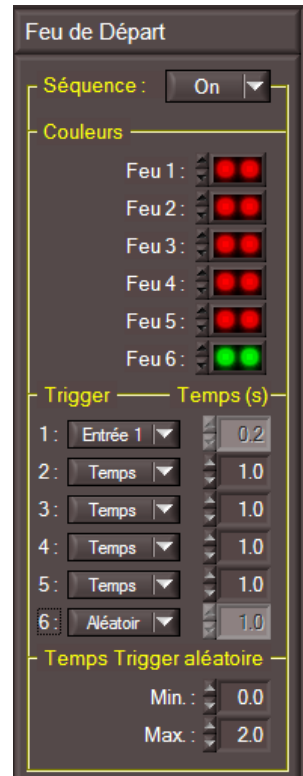 Feu de Départ
Séquence : On
Couleurs
Feu 1 :
Feu 2 :
Feu 3 :
Feu 4 :
Feu 5 :
Feu 6 :
Trigger Temps (s)
1 : Entrée 1 0.2
2 : Temps 1.0
3 : Temps 1.0
4 : Temps 1.0
5 : Temps 1.0
6 : Aléatoir 1.0
Temps Trigger aléatoire
Min. : 0.0
Max. : 2.0